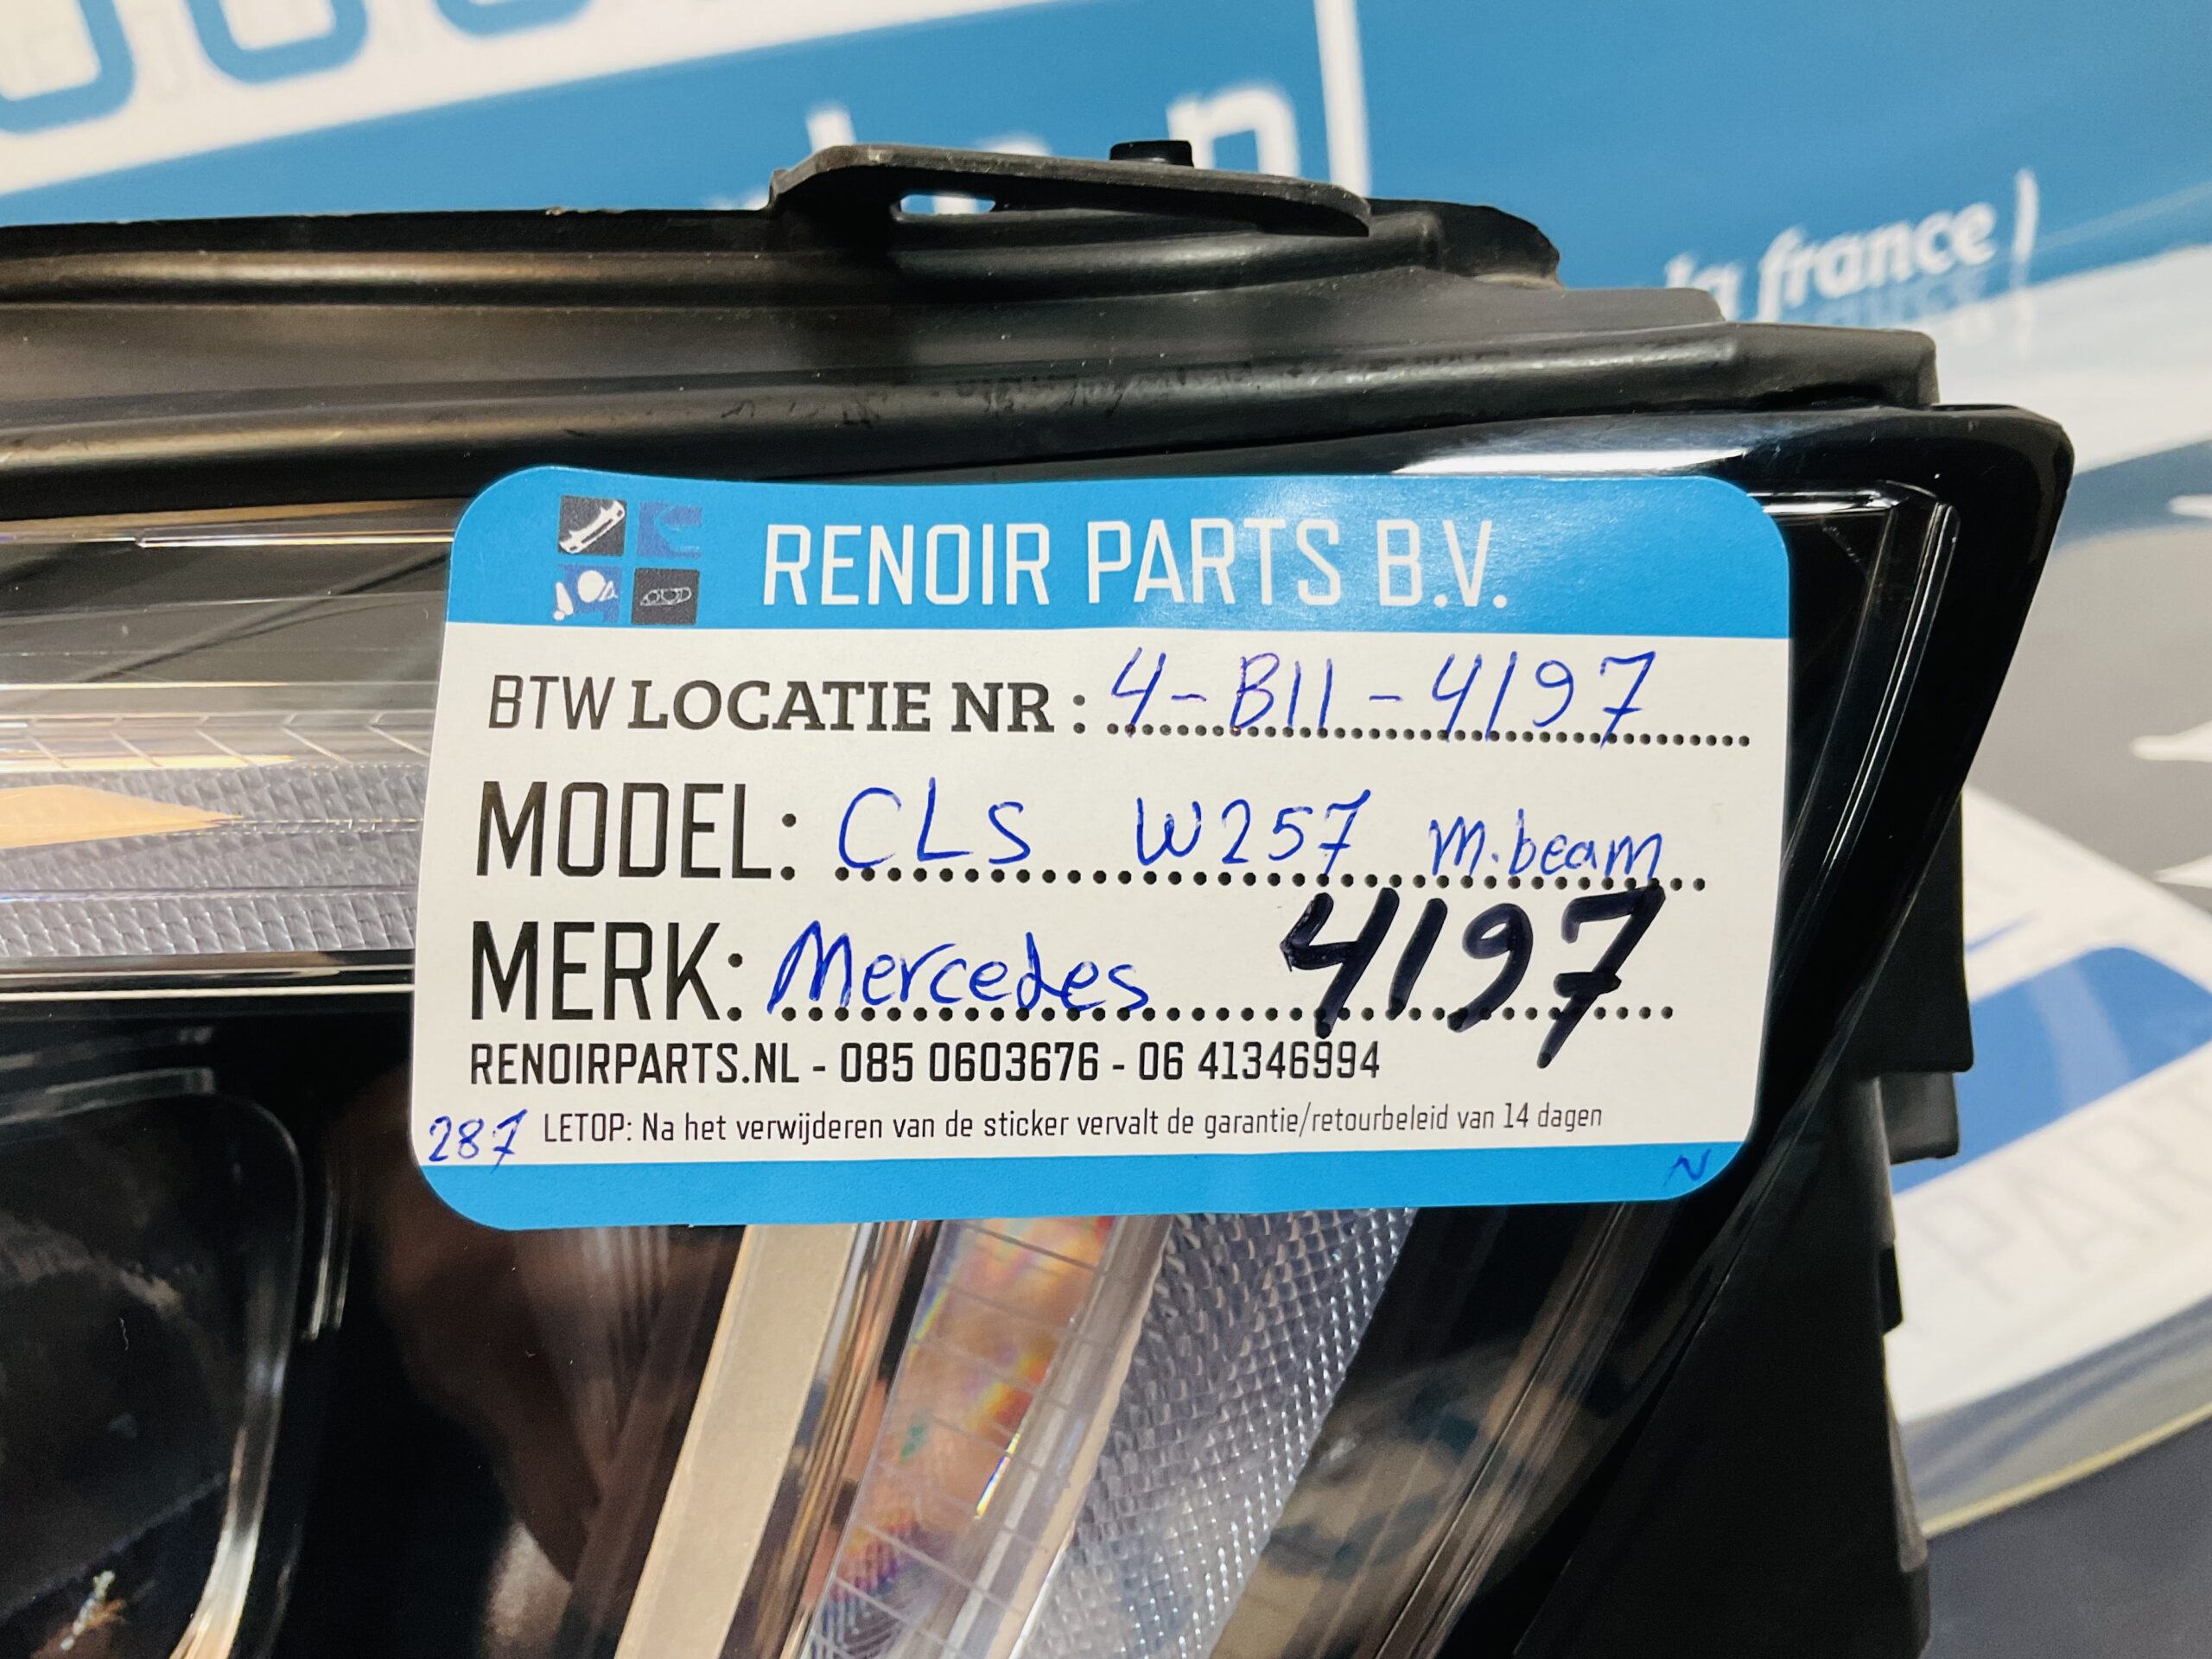 la france
RENOIR PARTS B.V.
BTW LOCATIE NR : 4-B11-4197
MODEL: CLS W257 M.beam
MERK: Mercedes 4197
RENOIRPARTS.NL - 085 0603676 - 06 41346994
287 LETOP: Na het verwijderen van de sticker vervalt de garantie/retourbeleid van 14 dagen
N